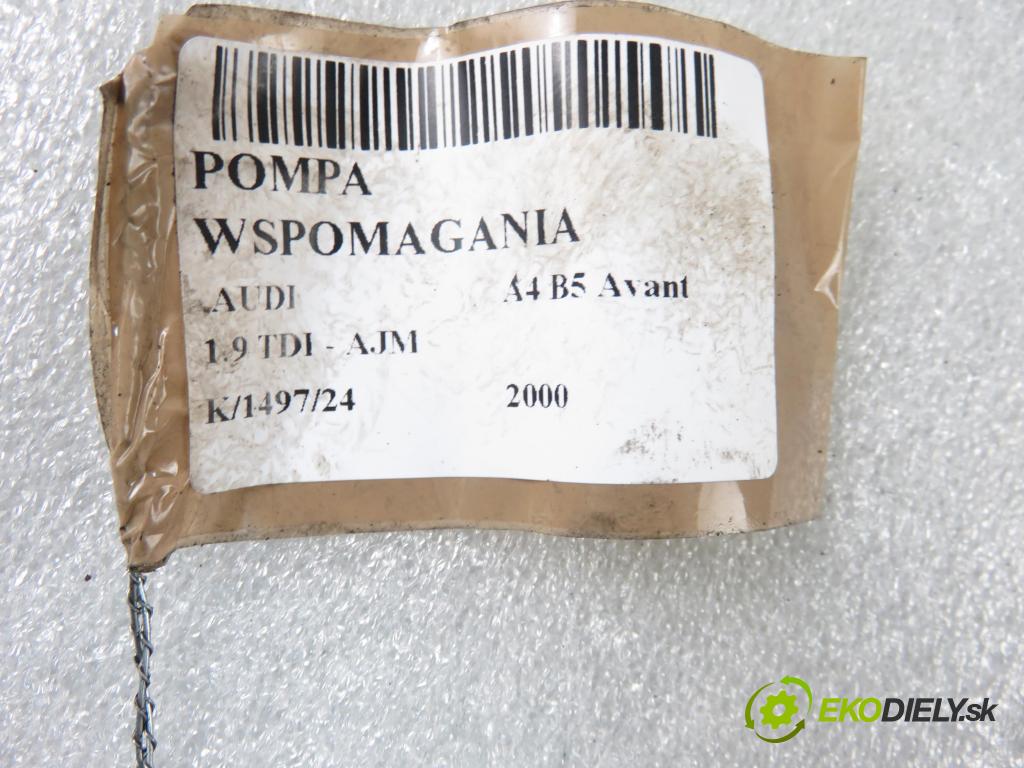 POMPA
WSPOMAGANIA
AUDI A4 B5 Avant
1.9 TDI - AJM
K/1497/24 2000
EKODIELY.sk